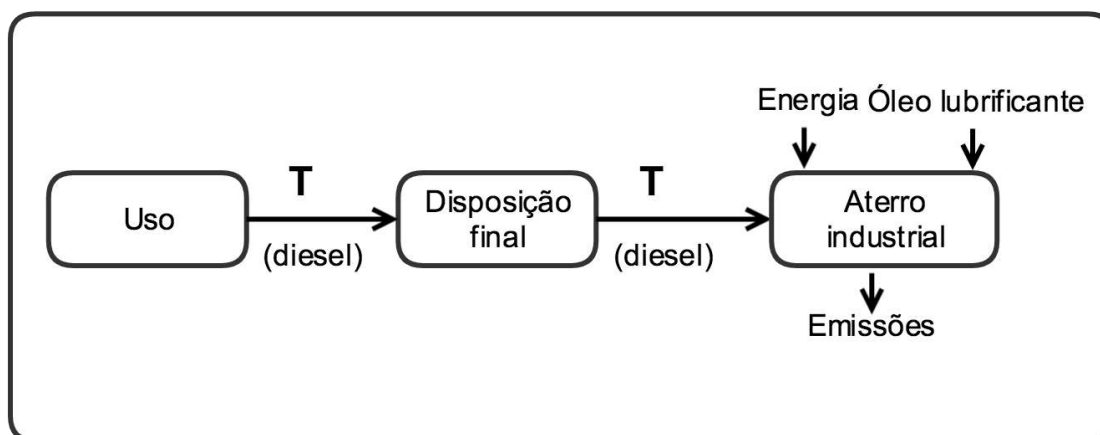 Energia Óleo lubrificante
T
T
Uso
Disposição
final
Aterro
industrial
(diesel)
(diesel)
Emissões